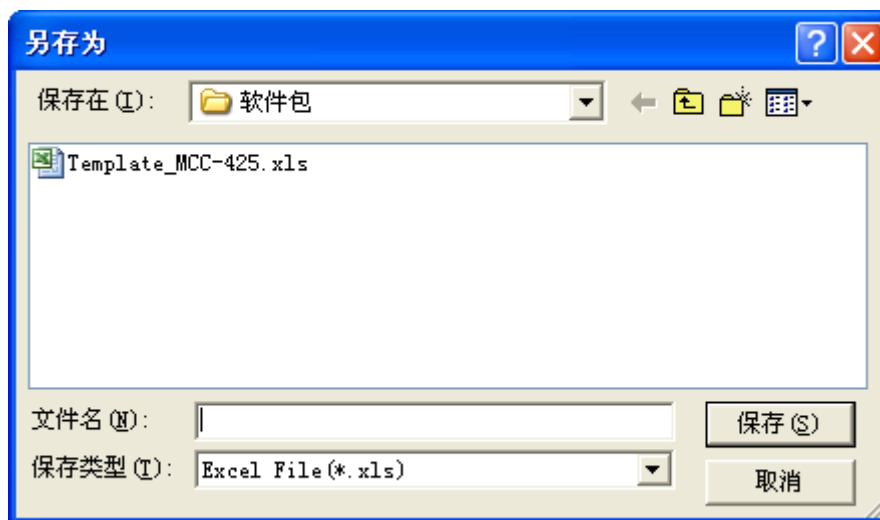 另存为
保存在(I): 软件包
Template_MCC-425.xls
文件名(N): 保存(S)
保存类型(T): Excel File(*.xls) 取消